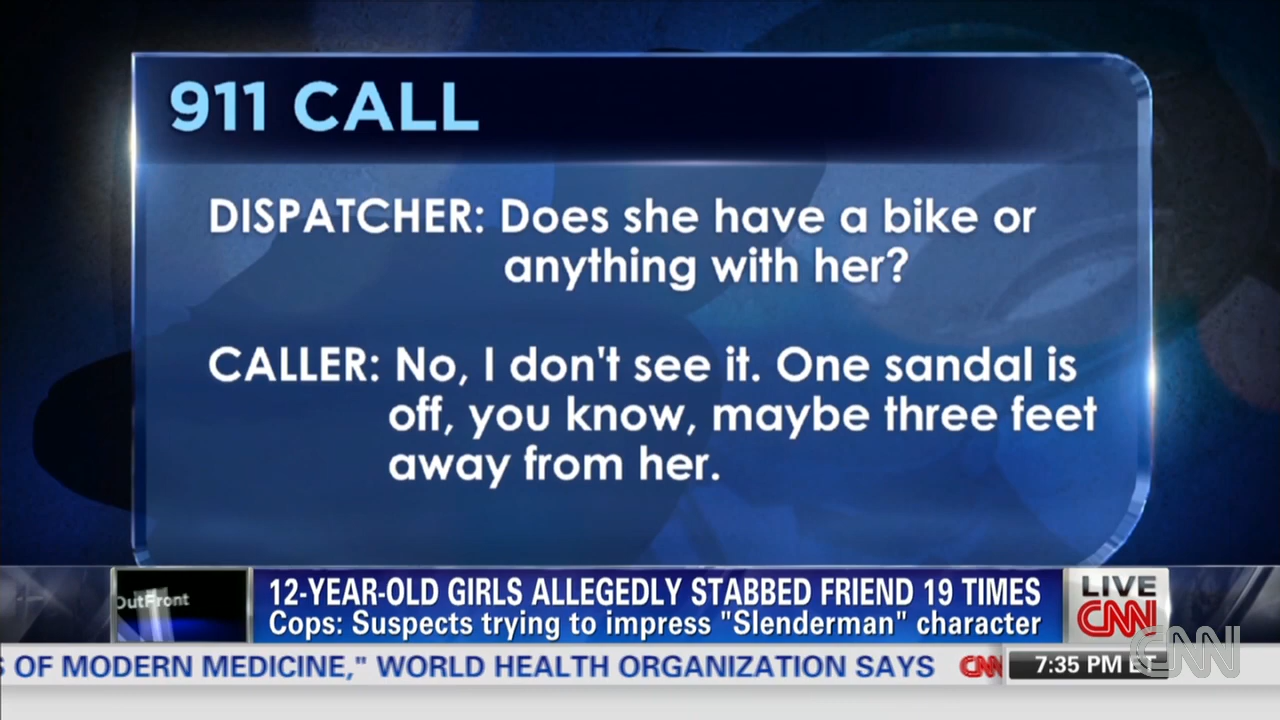 911 CALL
DISPATCHER: Does she have a bike or
anything with her?
CALLER: No, I don't see it. One sandal is
off, you know, maybe three feet
away from her.
OutFront
12-YEAR-OLD GIRLS ALLEGEDLY STABBED FRIEND 19 TIMES
Cops: Suspects trying to impress "Slenderman" character
LIVE
CNN
S OF MODERN MEDICINE," WORLD HEALTH ORGANIZATION SAYS
CNN
7:35 PM ET
CNN